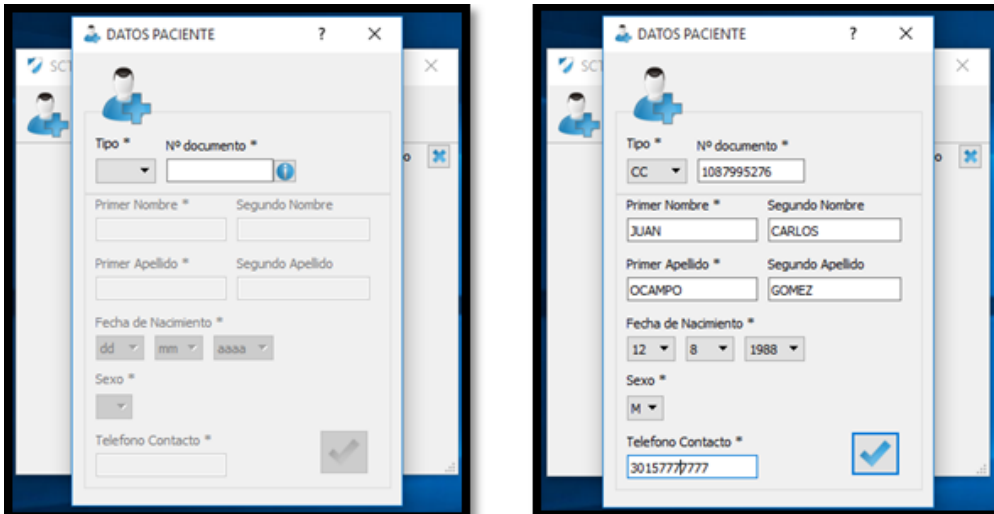 DATOS PACIENTE ?
SCT
Tipo * Nº documento *
Primer Nombre * Segundo Nombre
Primer Apellido * Segundo Apellido
Fecha de Nacimiento *
dd mm aaaa
Sexo *
Telefono Contacto *
o
DATOS PACIENTE ?
SCT
Tipo * Nº documento *
CC 1087995276
Primer Nombre * Segundo Nombre
JUAN CARLOS
Primer Apellido * Segundo Apellido
OCAMPO GOMEZ
Fecha de Nacimiento *
12 8 1988
Sexo *
M
Telefono Contacto *
30157777777
o